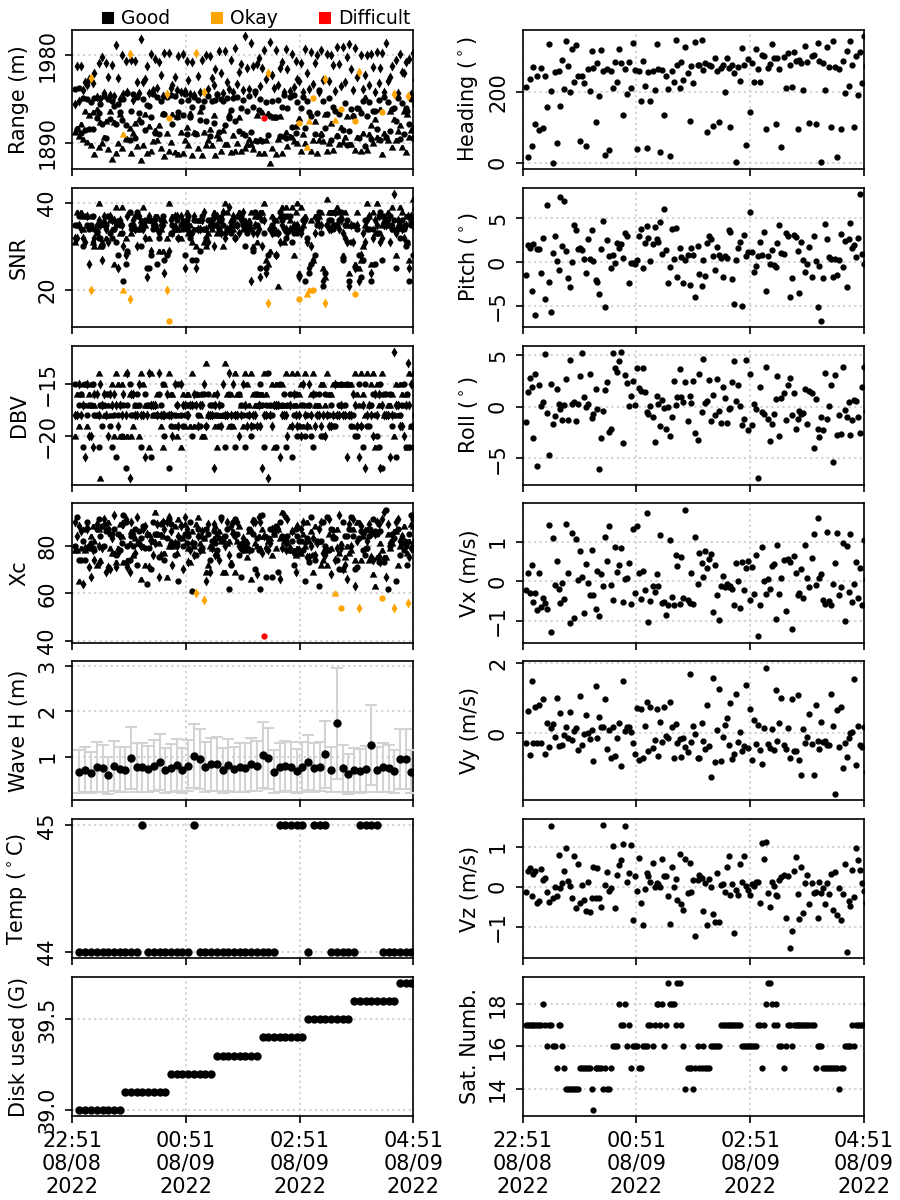 Good Okay Difficult
Range (m)
1980
1890
Heading (°)
200
0
SNR
40
20
Pitch (°)
5
0
−5
DBV
−15
−20
Roll (°)
5
0
−5
Xc
80
60
40
Vx (m/s)
1
0
−1
Wave H (m)
3
2
1
Vy (m/s)
2
0
Temp (°C)
45
44
Vz (m/s)
1
0
−1
Disk used (G)
39.5
39.0
Sat. Numb.
18
16
14
22:51 00:51 02:51 04:51 22:51 00:51 02:51 04:51
08/08 08/09 08/09 08/09 08/08 08/09 08/09 08/09
2022 2022 2022 2022 2022 2022 2022 2022